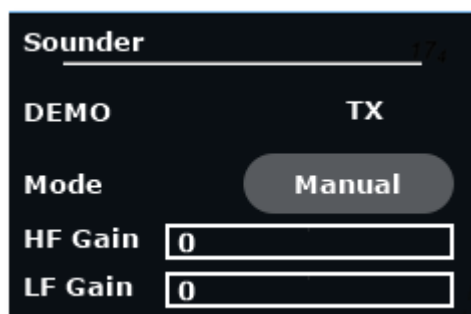 Sounder
DEMO TX
Mode Manual
HF Gain 0
LF Gain 0